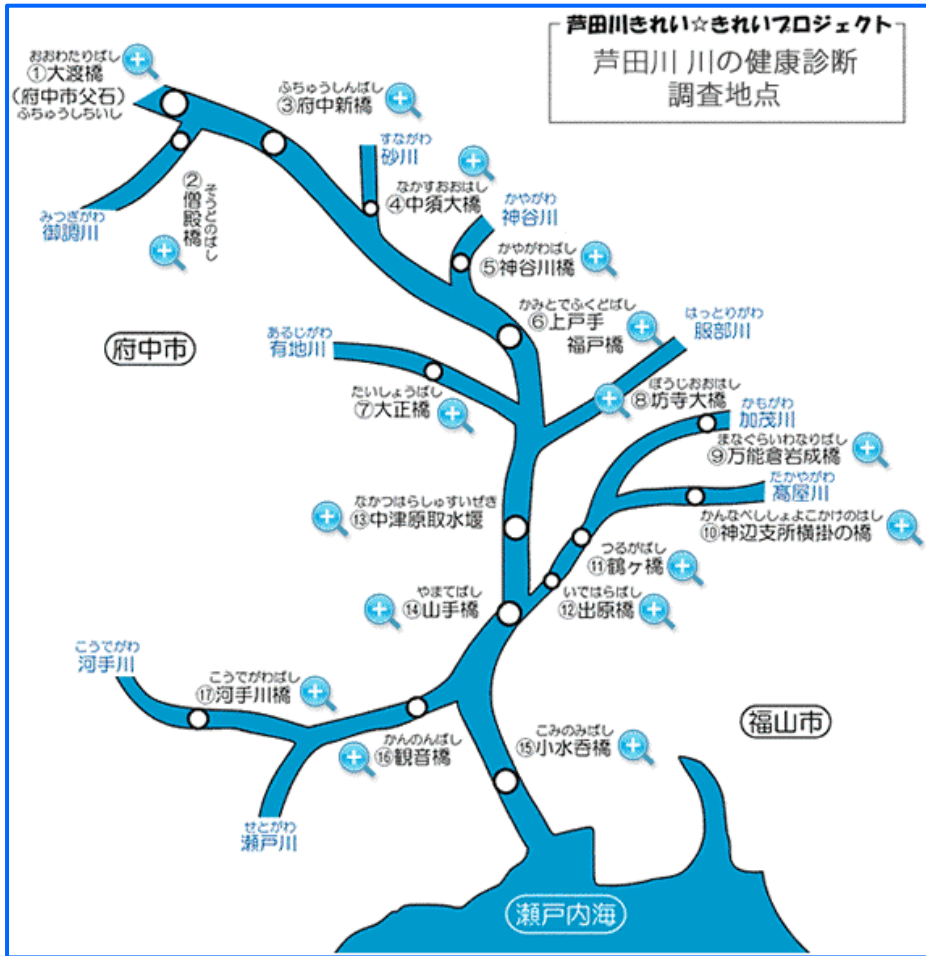 芦田川きれい☆きれいプロジェクト
芦田川 川の健康診断
調査地点
おおわたりばし
①大渡橋
(府中市父石)
ふちゅうしちいし
ふちゅうしんばし
③府中新橋
すながわ
砂川
なかすおおはし
④中須大橋
かやがわ
神谷川
そうどのばし
②僧殿橋
みつぎがわ
御調川
かやがわばし
⑤神谷川橋
かみとでふくどばし
⑥上戸手
福戸橋
はっとりがわ
服部川
府中市
あるじがわ
有地川
たいしょうばし
⑦大正橋
ぼうじおおはし
⑧坊寺大橋
かもがわ
加茂川
まなぐらいわなりばし
⑨万能倉岩成橋
たかやがわ
高屋川
かんなべししょよこかけのはし
⑩神辺支所横掛の橋
なかつはらしゅすいぜき
⑬中津原取水堰
つるがばし
⑪鶴ヶ橋
やまてばし
⑭山手橋
いではらばし
⑫出原橋
こうでがわ
河手川
こうでがわばし
⑰河手川橋
福山市
かんのんばし
⑯観音橋
こみのみばし
⑮小水呑橋
せとがわ
瀬戸川
瀬戸内海